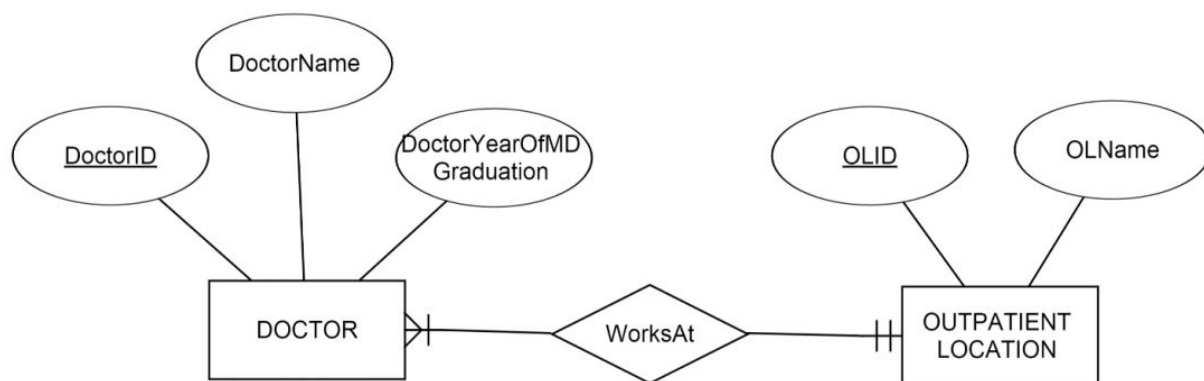 DoctorName
DoctorID
DoctorYearOfMD
Graduation
OLID
OLName
DOCTOR
WorksAt
OUTPATIENT
LOCATION